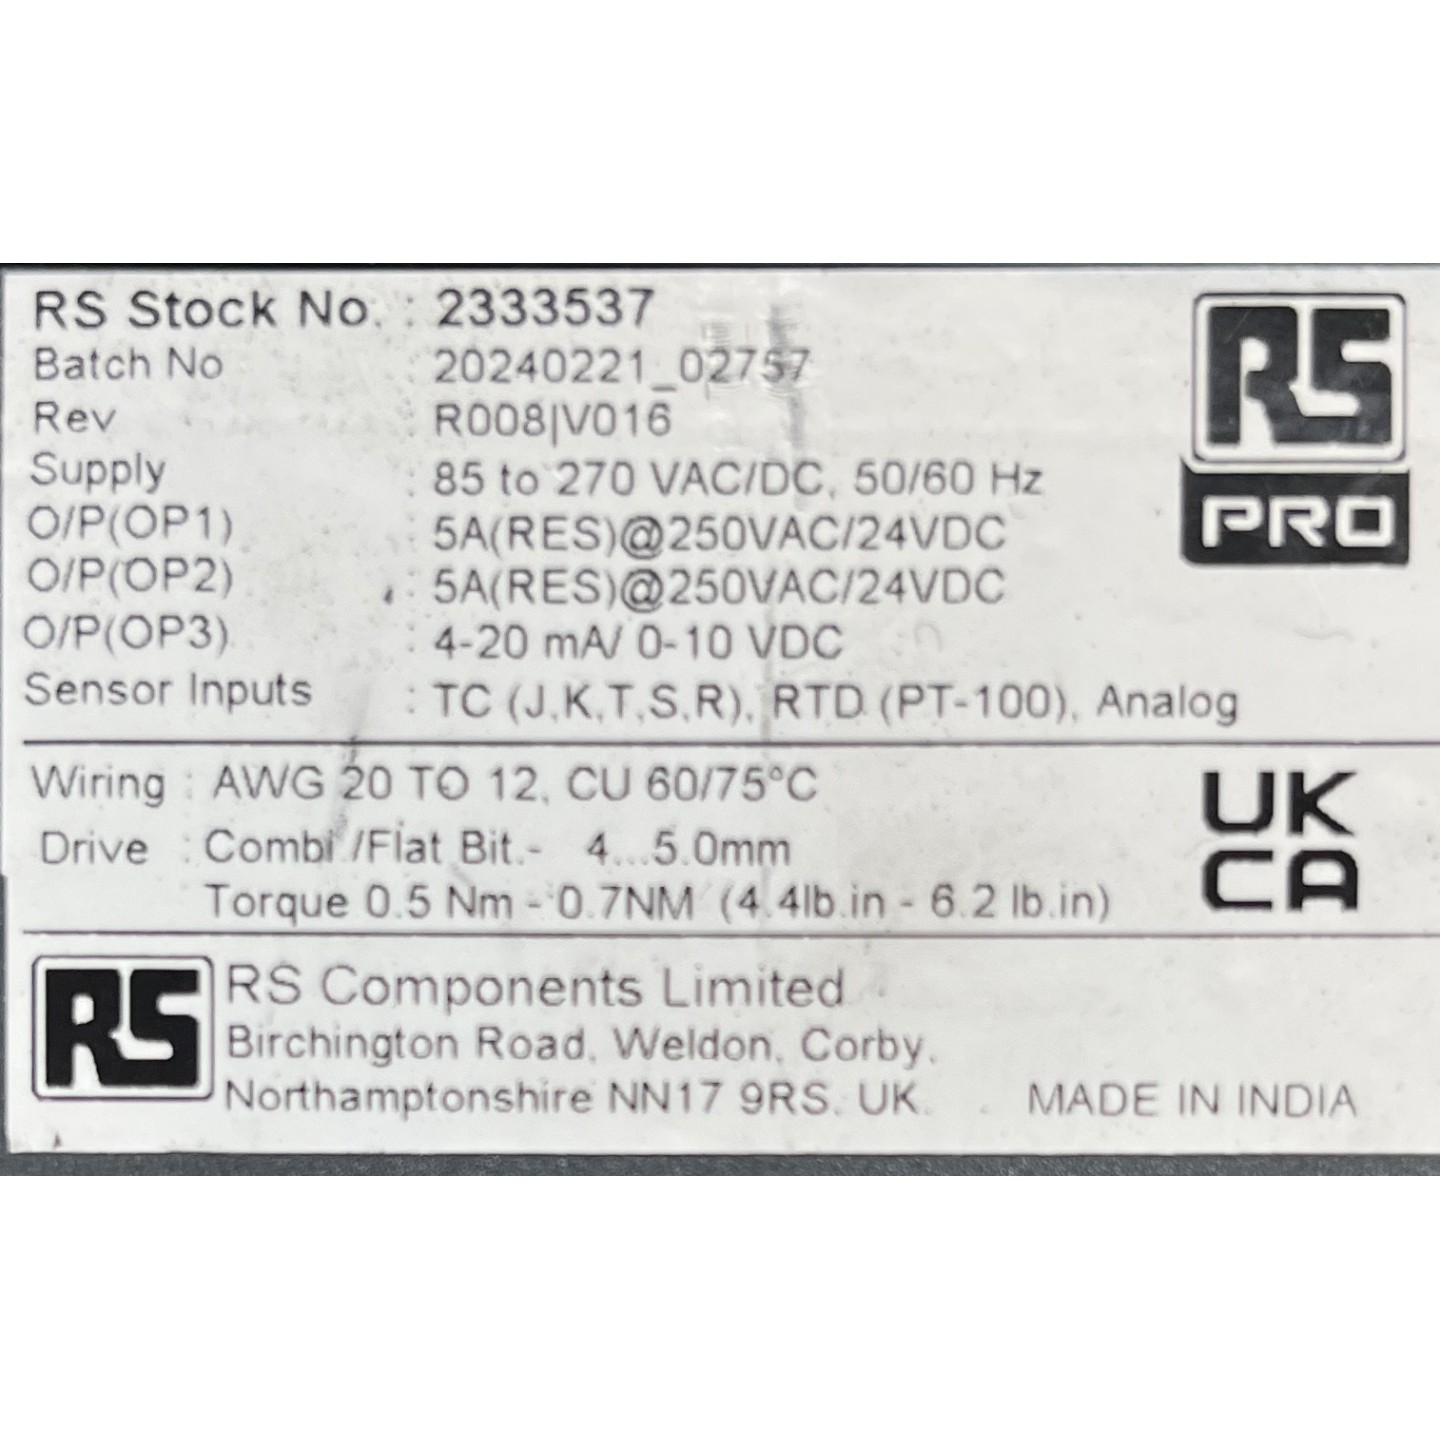 RS Stock No. : 2333537
Batch No : 20240221_02757
Rev : R008|V016
Supply : 85 to 270 VAC/DC, 50/60 Hz
O/P(OP1) : 5A(RES)@250VAC/24VDC
O/P(OP2) : 5A(RES)@250VAC/24VDC
O/P(OP3) : 4-20 mA/ 0-10 VDC
Sensor Inputs : TC (J,K,T,S,R), RTD (PT-100), Analog
RS
PRO
Wiring : AWG 20 TO 12, CU 60/75°C
Drive : Combi /Flat Bit.- 4...5.0mm
Torque 0.5 Nm - 0.7NM (4.4lb.in - 6.2 lb.in)
UK
CA
RS
RS Components Limited
Birchington Road, Weldon, Corby,
Northamptonshire NN17 9RS. UK.
MADE IN INDIA